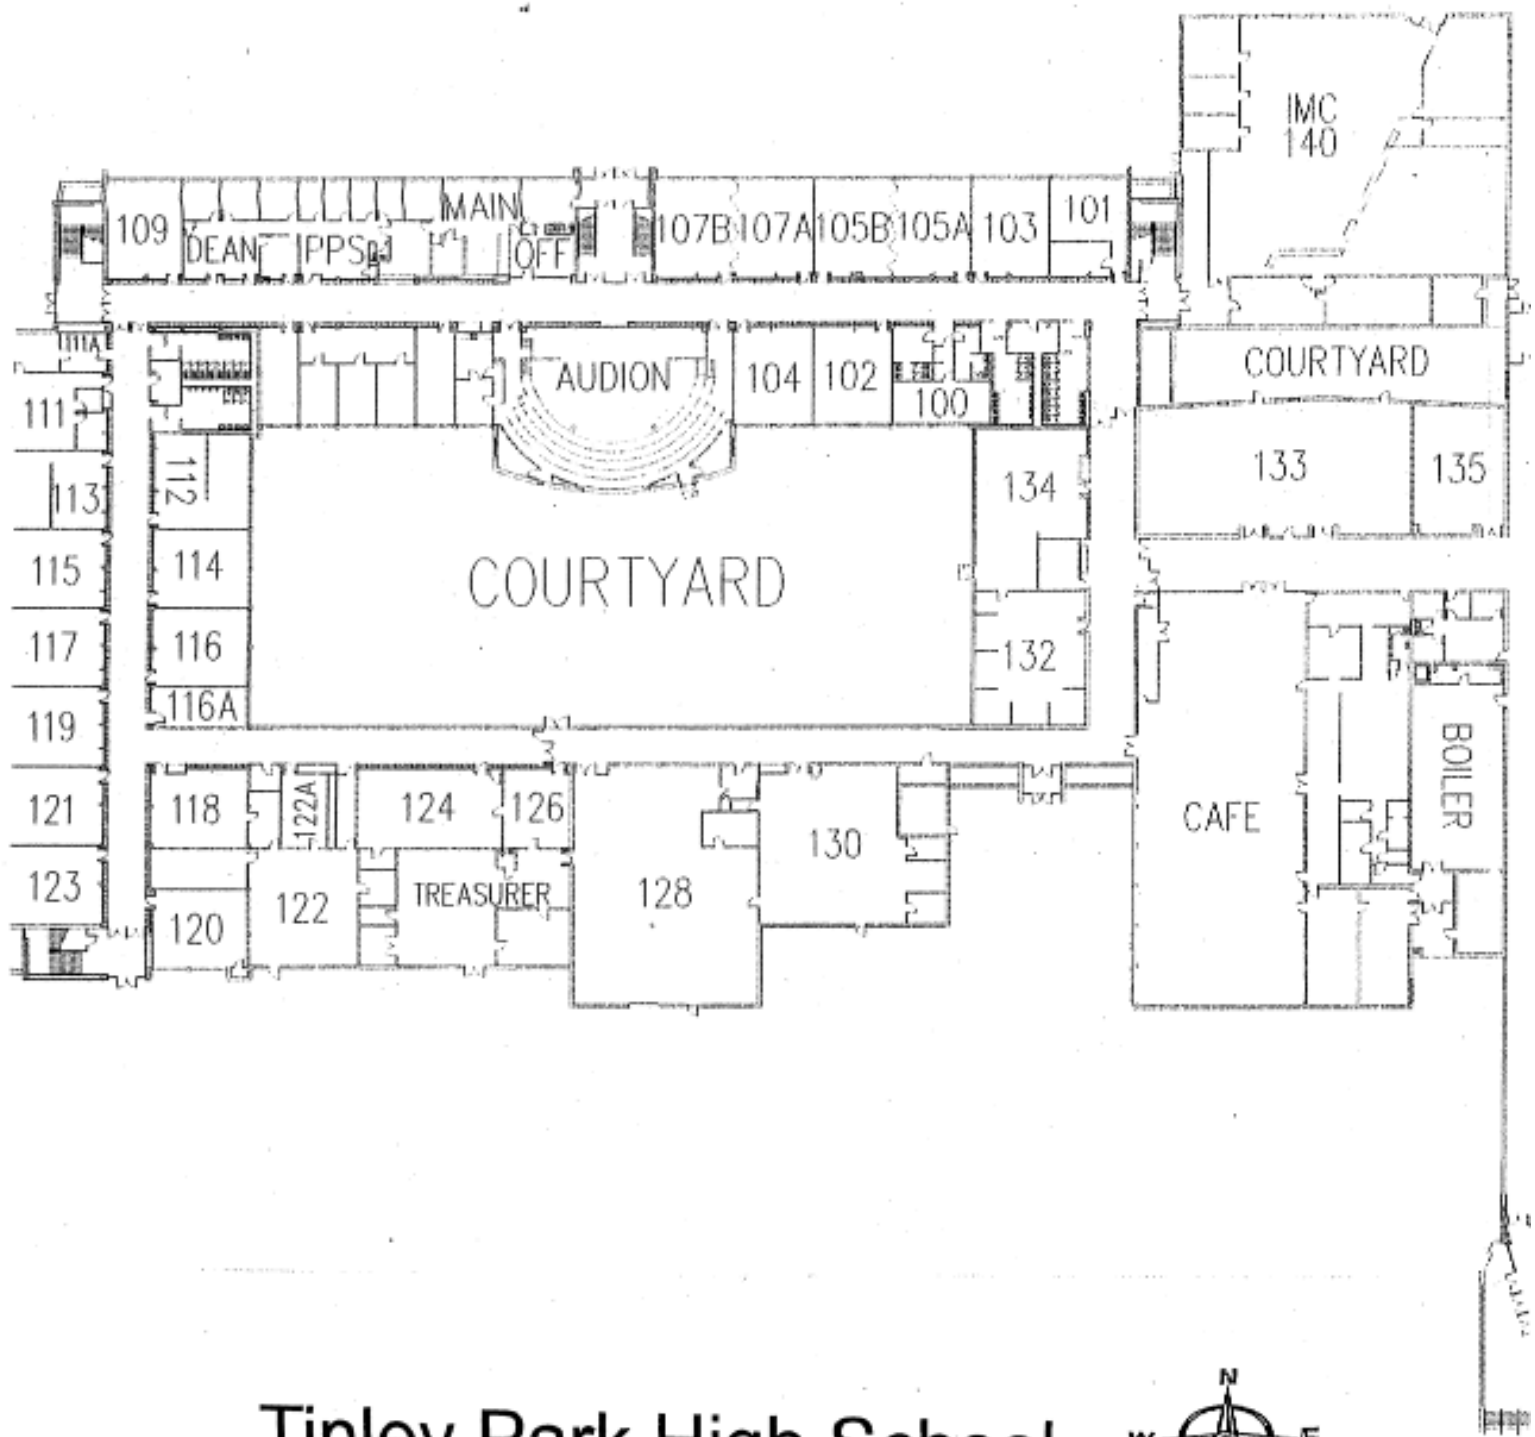 IMC
140
109
DEAN
PPS
MAIN
OFF
107B
107A
105B
105A
103
101
111A
111
113
115
117
119
121
123
112
114
116
116A
AUDION
104
102
100
COURTYARD
133
135
134
132
COURTYARD
118
120
122A
122
124
126
TREASURER
128
130
CAFE
BOILER
Tinley Park High School
N
W
E